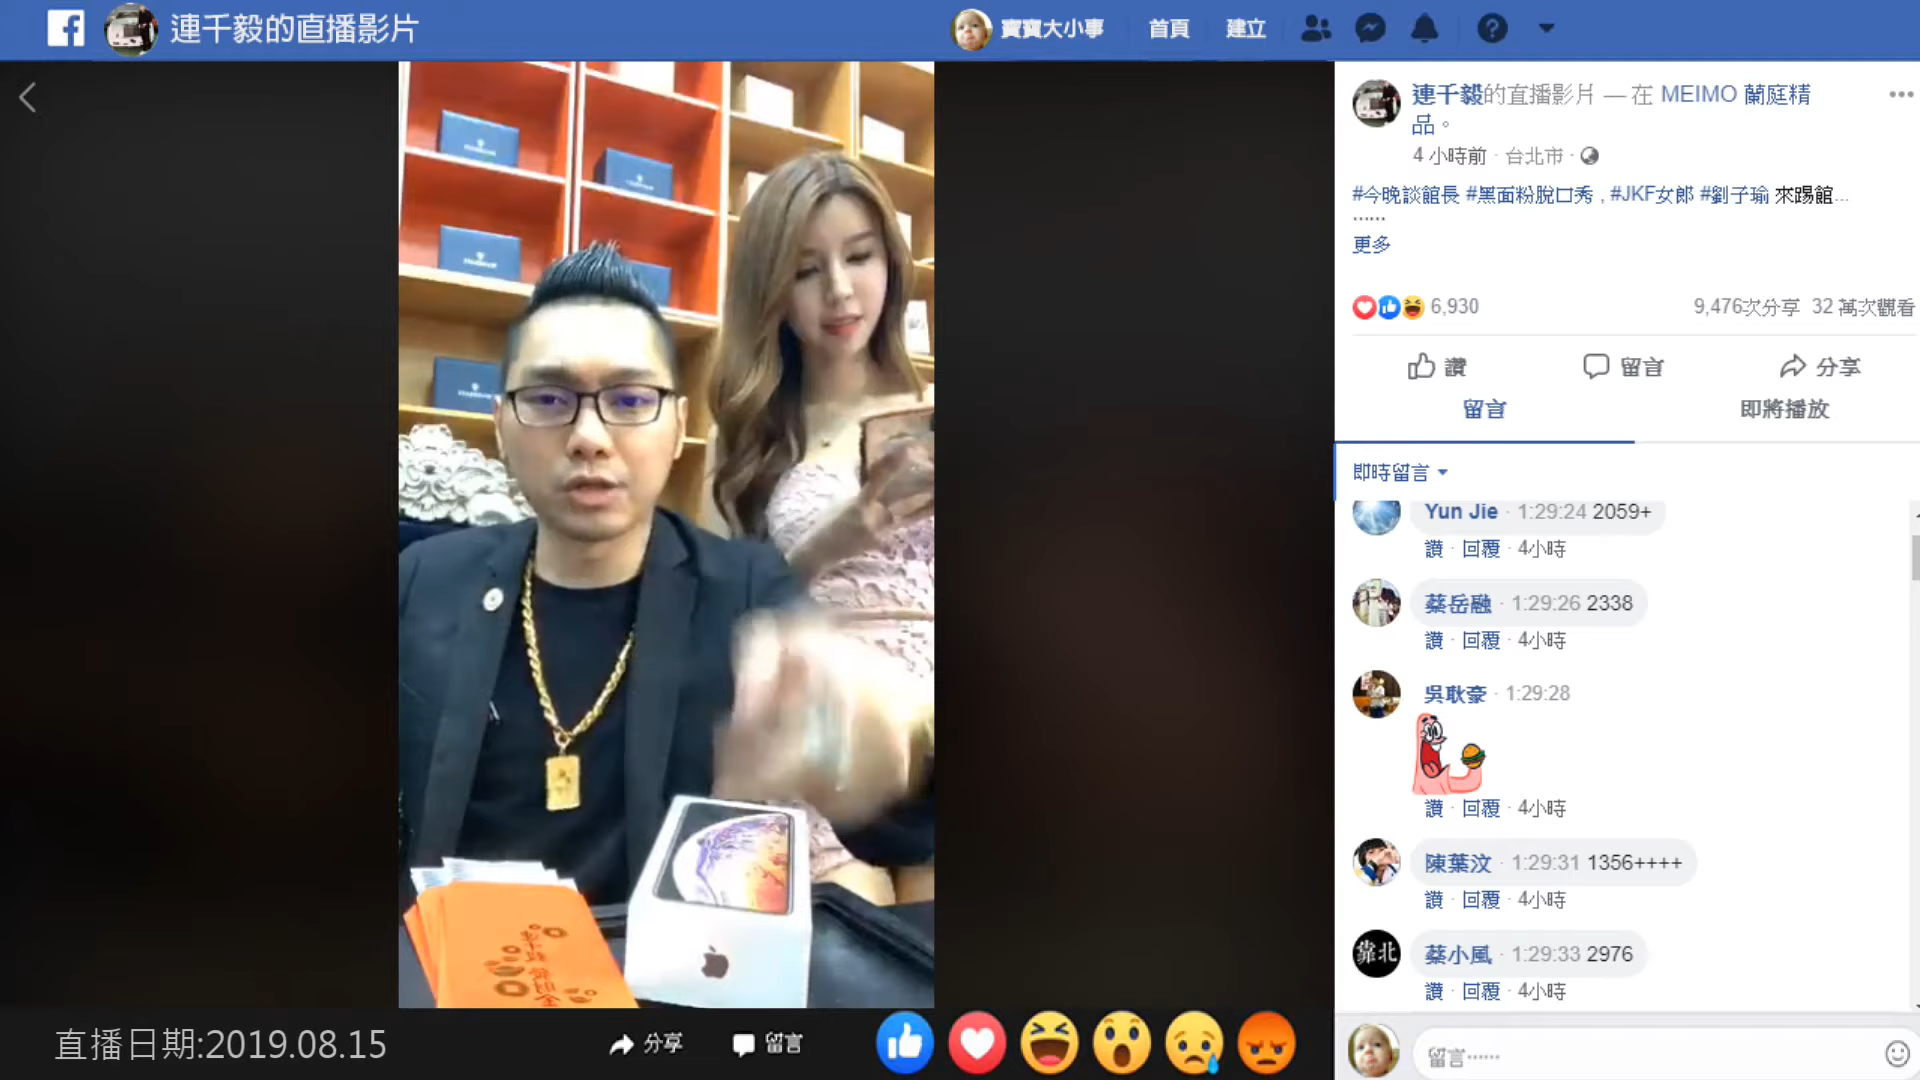 連千毅的直播影片
寶寶大小事
首頁
建立
連千毅的直播影片 — 在 MEIMO 蘭庭精
品。
4 小時前 · 台北市 ·
#今晚談館長 #黑面粉脫口秀 , #JKF女郎 #劉子瑜 來踢館...
......
更多
6,930
9,476次分享 32 萬次觀看
讚
留言
分享
留言
即將播放
即時留言
Yun Jie · 1:29:24 2059+
讚 · 回覆 · 4小時
蔡岳融 · 1:29:26 2338
讚 · 回覆 · 4小時
吳耿豪 · 1:29:28
讚 · 回覆 · 4小時
陳葉汶 · 1:29:31 1356++++
讚 · 回覆 · 4小時
靠北
蔡小風 · 1:29:33 2976
讚 · 回覆 · 4小時
直播日期:2019.08.15
分享
留言
留言......